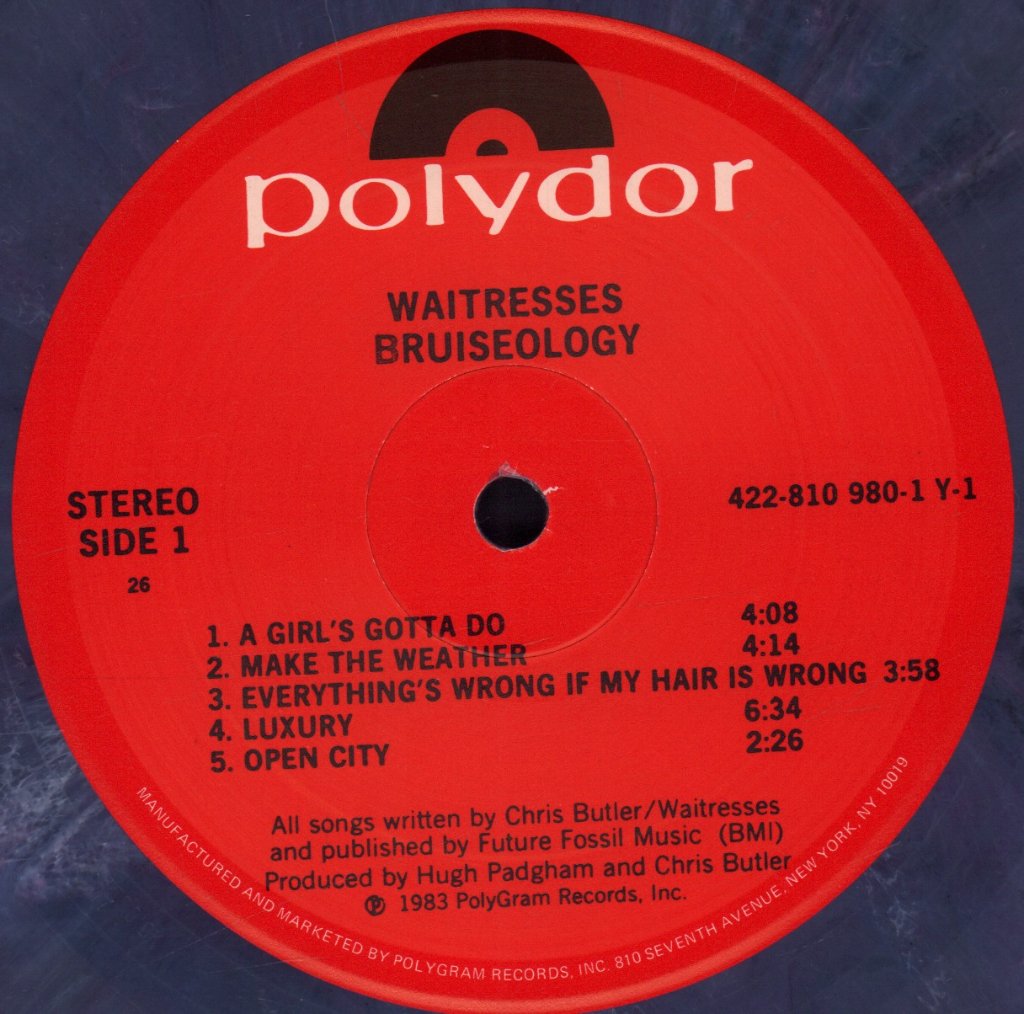 polydor
WAITRESSES
BRUISEOLOGY
STEREO
SIDE 1
26
422-810 980-1 Y-1
1. A GIRL'S GOTTA DO 4:08
2. MAKE THE WEATHER 4:14
3. EVERYTHING'S WRONG IF MY HAIR IS WRONG 3:58
4. LUXURY 6:34
5. OPEN CITY 2:26
All songs written by Chris Butler/Waitresses
and published by Future Fossil Music (BMI)
Produced by Hugh Padgham and Chris Butler
℗ 1983 PolyGram Records, Inc.
MANUFACTURED AND MARKETED BY POLYGRAM RECORDS, INC. 810 SEVENTH AVENUE, NEW YORK, NY 10019